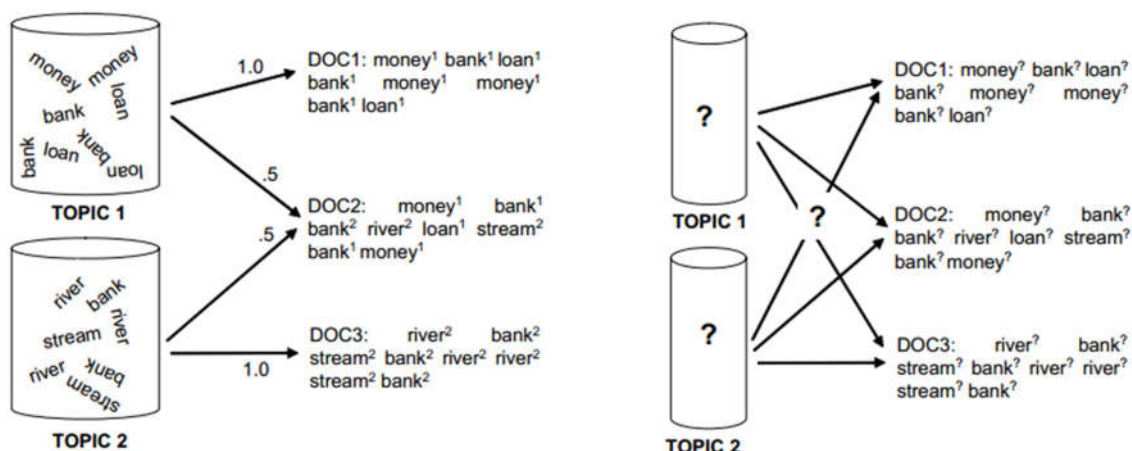 money
money
loan
bank
bank
loan
bank
loan
TOPIC 1
1.0
.5
DOC1: money¹ bank¹ loan¹
bank¹ money¹ money¹
bank¹ loan¹
DOC2: money¹ bank¹
bank² river² loan¹ stream²
bank¹ money¹
river
bank
river
stream
river
bank
stream
TOPIC 2
.5
1.0
DOC3: river² bank²
stream² bank² river² river²
stream² bank²
?
TOPIC 1
?
?
TOPIC 2
DOC1: money? bank? loan?
bank? money? money?
bank? loan?
DOC2: money? bank?
bank? river? loan? stream?
bank? money?
DOC3: river? bank?
stream? bank? river? river?
stream? bank?